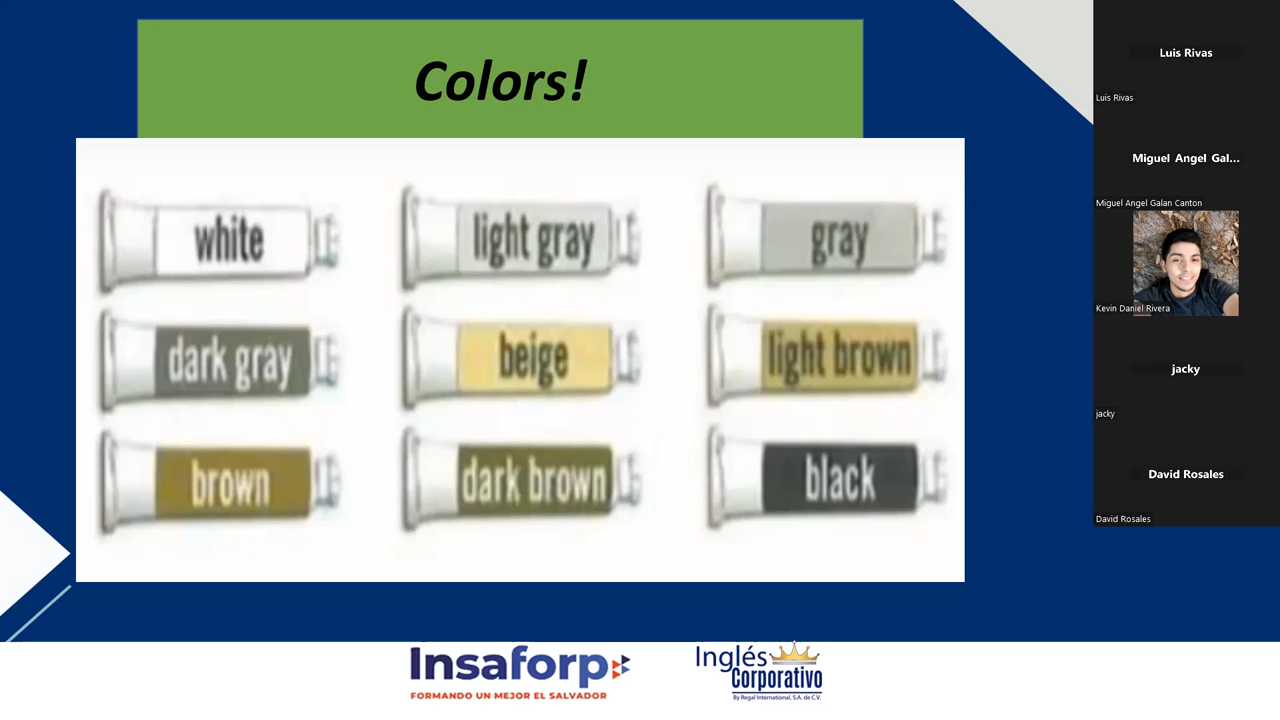 Colors!
white
light gray
gray
dark gray
beige
light brown
brown
dark brown
black
Insaforp
FORMANDO UN MEJOR EL SALVADOR
Inglés
Corporativo
By Regal International, S.A. de C.V.
Luis Rivas
Luis Rivas
Miguel Angel Gal...
Miguel Angel Galan Canton
Kevin Daniel Rivera
jacky
jacky
David Rosales
David Rosales